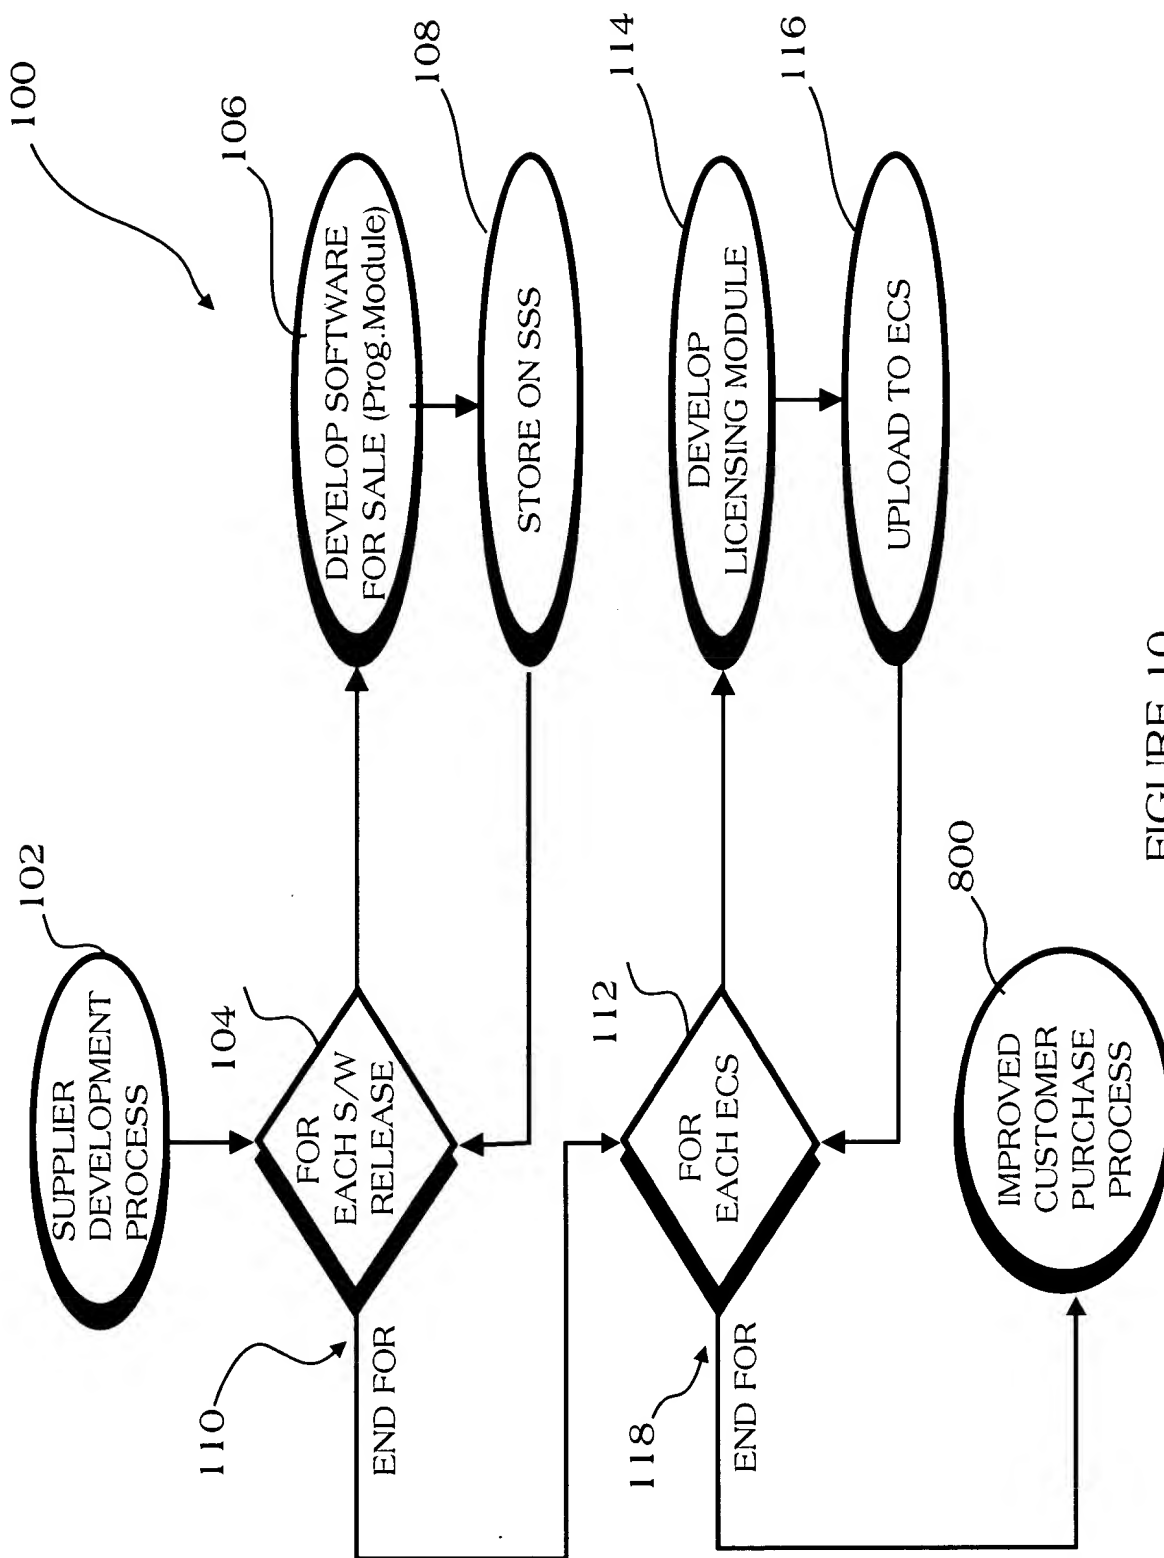 100
102
SUPPLIER
DEVELOPMENT
PROCESS
104
FOR
EACH S/W
RELEASE
106
DEVELOP SOFTWARE
FOR SALE (Prog.Module)
108
STORE ON SSS
110
END FOR
112
FOR
EACH ECS
114
DEVELOP
LICENSING MODULE
116
UPLOAD TO ECS
118
END FOR
800
IMPROVED
CUSTOMER
PURCHASE
PROCESS
FIGURE 10